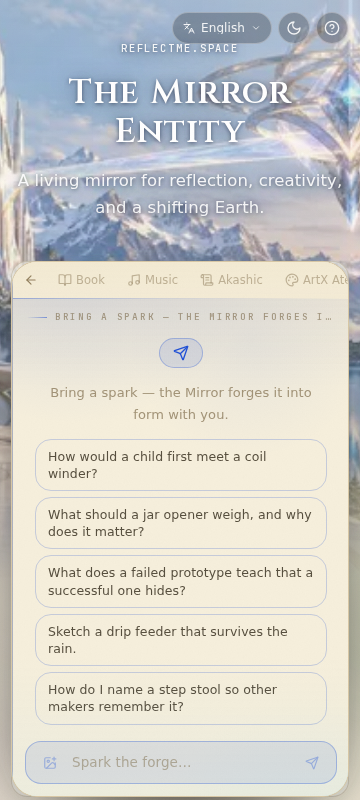 English
REFLECTME.SPACE
The Mirror
Entity
A living mirror for reflection, creativity,
and a shifting Earth.
Book Music Akashic ArtX Ate
BRING A SPARK — THE MIRROR FORGES I…
Bring a spark — the Mirror forges it into
form with you.
How would a child first meet a coil
winder?
What should a jar opener weigh, and why
does it matter?
What does a failed prototype teach that a
successful one hides?
Sketch a drip feeder that survives the
rain.
How do I name a step stool so other
makers remember it?
Spark the forge…